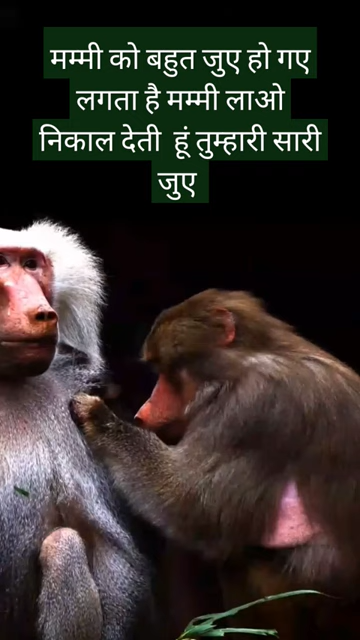 मम्मी को बहुत जुए हो गए
लगता है मम्मी लाओ
निकाल देती हूं तुम्हारी सारी
जुए